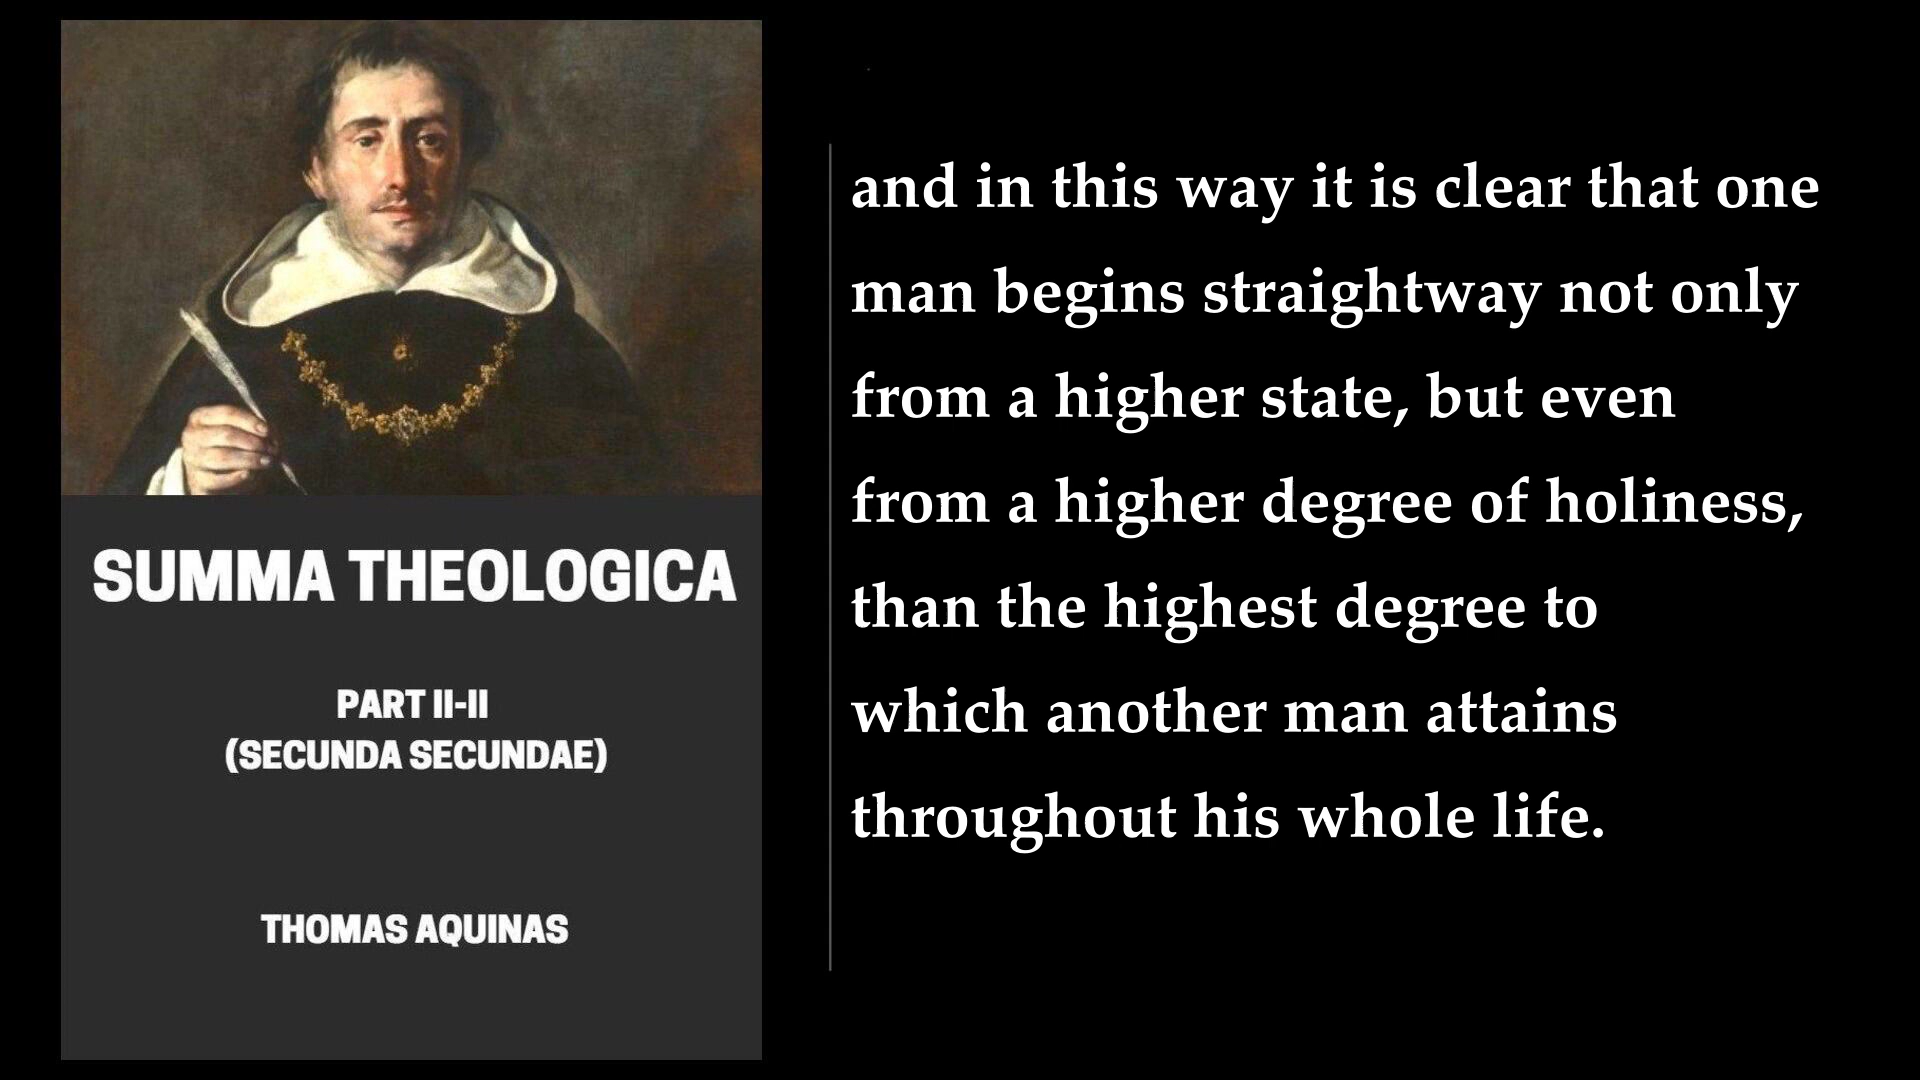 SUMMA THEOLOGICA
PART II-II
(SECUNDA SECUNDAE)
THOMAS AQUINAS
and in this way it is clear that one
man begins straightway not only
from a higher state, but even
from a higher degree of holiness,
than the highest degree to
which another man attains
throughout his whole life.